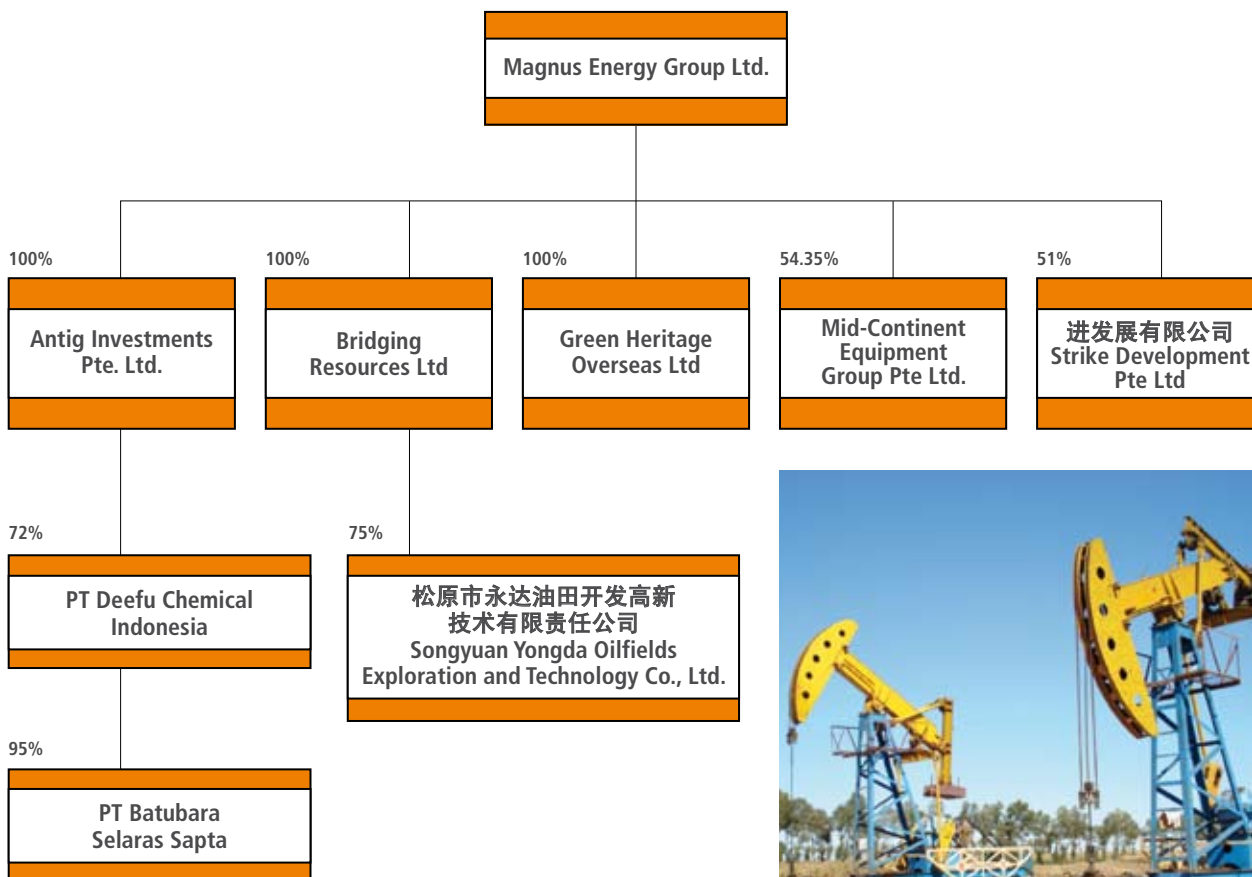 Magnus Energy Group Ltd.
100%
100%
100%
54.35%
51%
Antig Investments
Pte. Ltd.
Bridging
Resources Ltd
Green Heritage
Overseas Ltd
Mid-Continent
Equipment
Group Pte Ltd.
进发展有限公司
Strike Development
Pte Ltd
72%
75%
PT Deefu Chemical
Indonesia
松原市永达油田开发高新
技术有限责任公司
Songyuan Yongda Oilfields
Exploration and Technology Co., Ltd.
95%
PT Batubara
Selaras Sapta